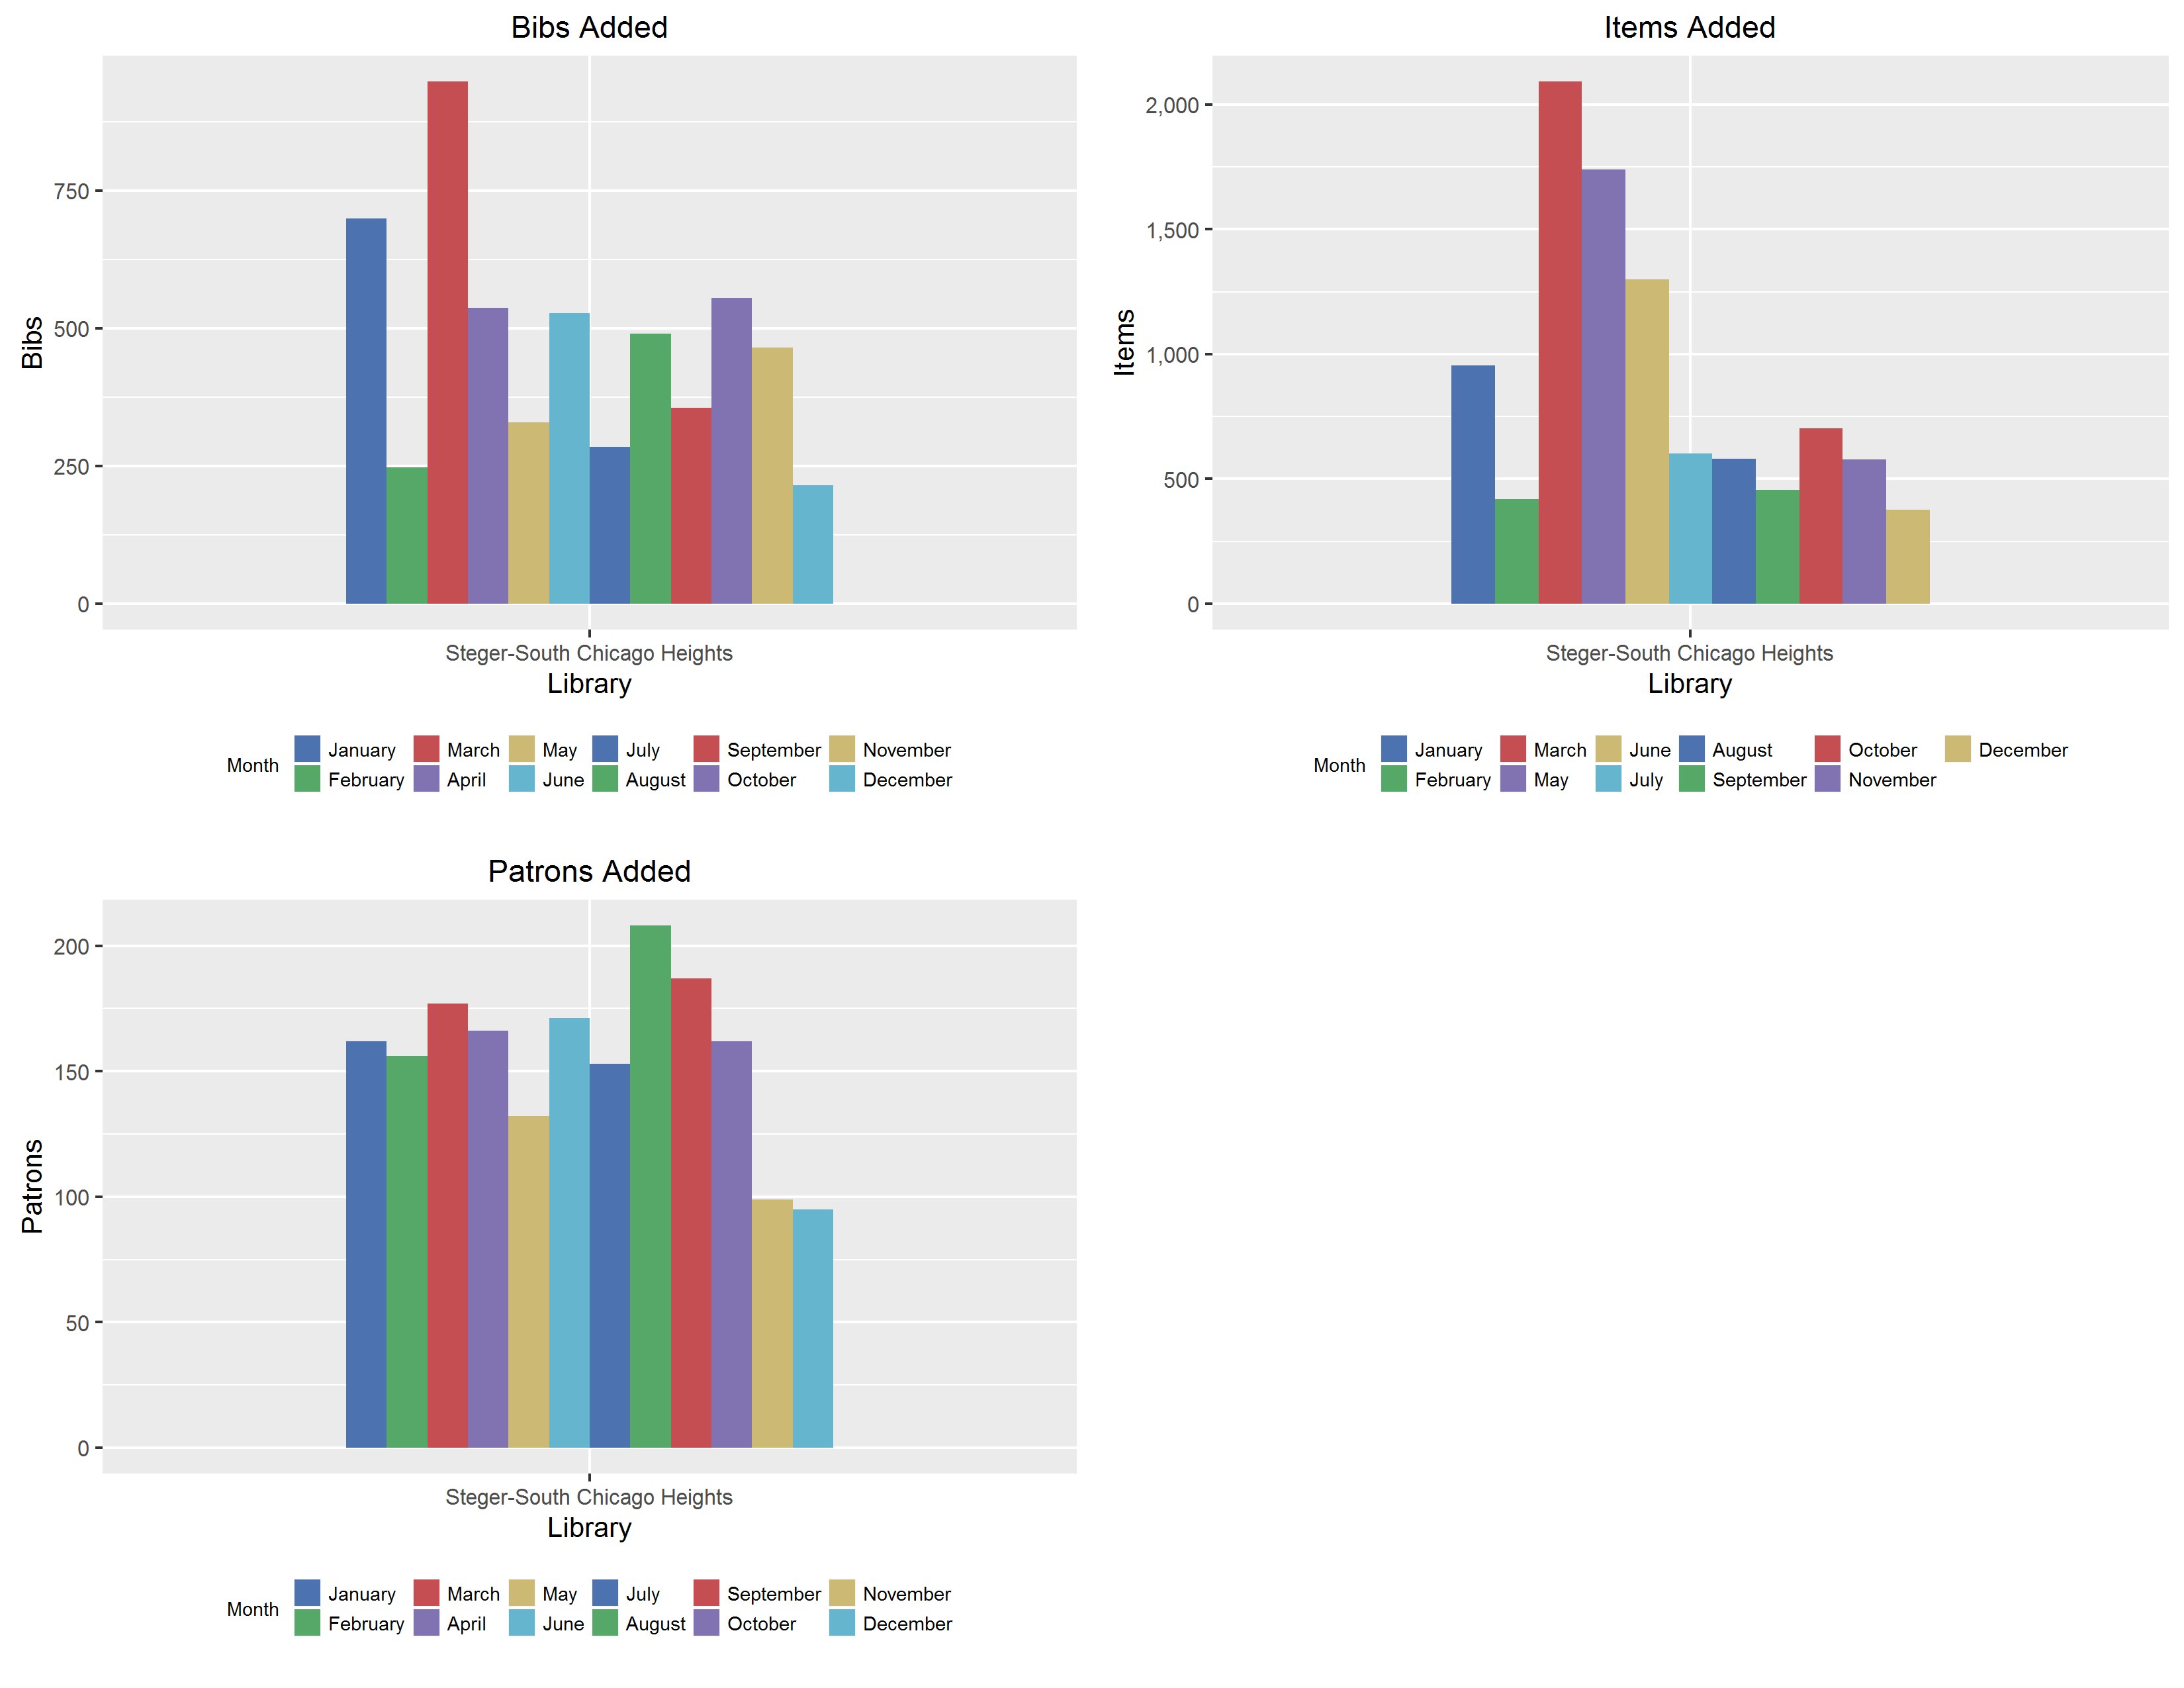 Bibs Added
Bibs
750
500
250
0
Steger-South Chicago Heights
Library
Month
January March May July September November
February April June August October December
Items Added
Items
2,000
1,500
1,000
500
0
Steger-South Chicago Heights
Library
Month
January March June August October December
February May July September November
Patrons Added
Patrons
200
150
100
50
0
Steger-South Chicago Heights
Library
Month
January March May July September November
February April June August October December